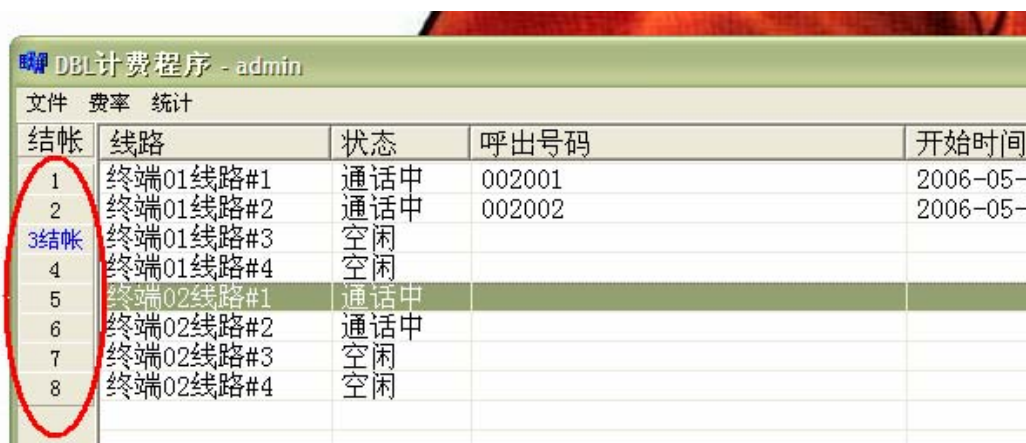 DBL计费程序 - admin
文件 费率 统计
结帐 线路 状态 呼出号码 开始时间
1 终端01线路#1 通话中 002001 2006-05-
2 终端01线路#2 通话中 002002 2006-05-
3结帐 终端01线路#3 空闲
4 终端01线路#4 空闲
5 终端02线路#1 通话中
6 终端02线路#2 通话中
7 终端02线路#3 空闲
8 终端02线路#4 空闲